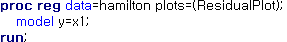 proc reg data=hamilton plots=(ResidualPlot);
model y=x1;
run;